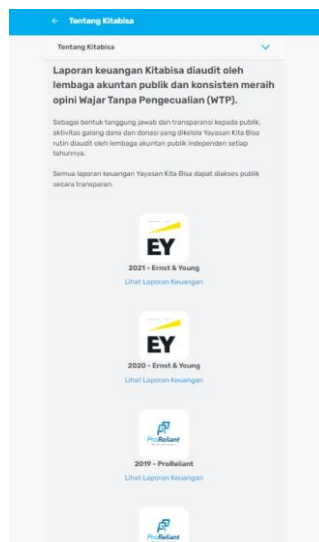 ← Tentang Kitabisa
Tentang Kitabisa
Laporan keuangan Kitabisa diaudit oleh
lembaga akuntan publik dan konsisten meraih
opini Wajar Tanpa Pengecualian (WTP).
Sebagai bentuk tanggung jawab dan transparansi kepada publik,
aktivitas galang dana dan donasi yang dikelola Yayasan Kita Bisa
rutin diaudit oleh lembaga akuntan publik independen setiap
tahunnya.
Semua laporan keuangan Yayasan Kita Bisa dapat diakses publik
secara transparan.
EY
2021 - Ernst & Young
Lihat Laporan Keuangan
EY
2020 - Ernst & Young
Lihat Laporan Keuangan
ProReliant
2019 - ProReliant
Lihat Laporan Keuangan
ProReliant